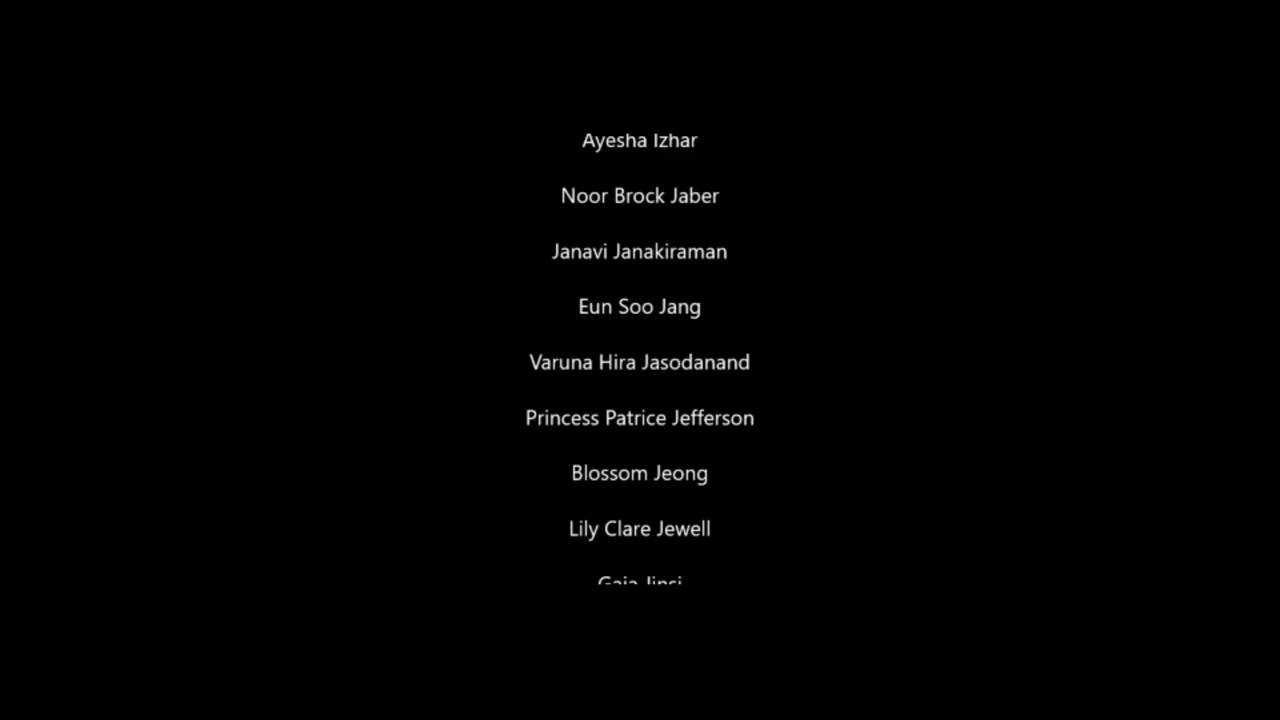 Ayesha Izhar
Noor Brock Jaber
Janavi Janakiraman
Eun Soo Jang
Varuna Hira Jasodanand
Princess Patrice Jefferson
Blossom Jeong
Lily Clare Jewell